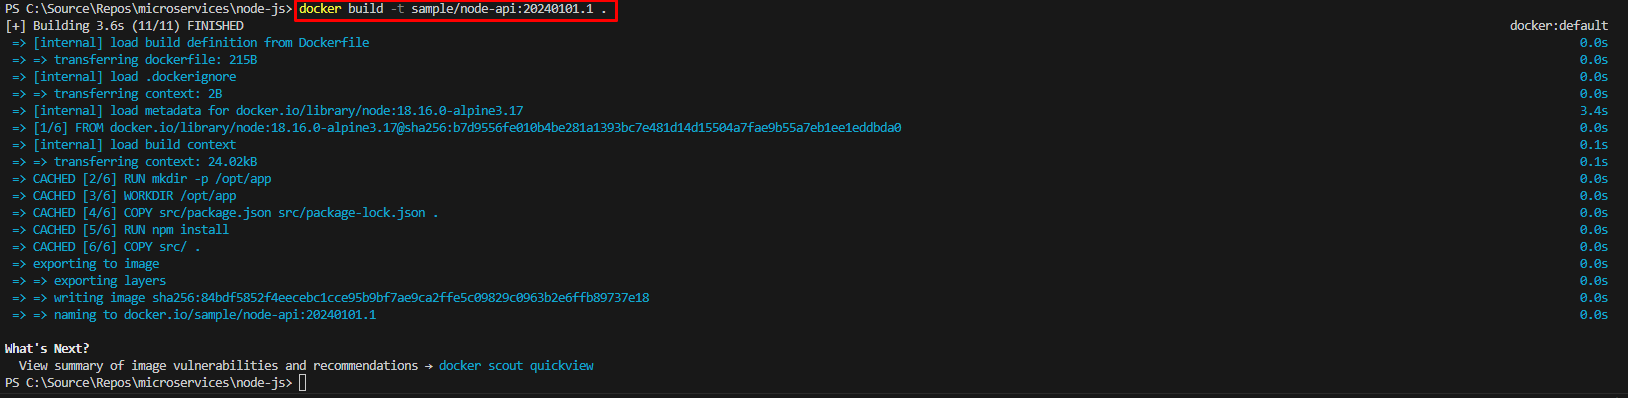 PS C:\Source\Repos\microservices\node-js> docker build -t sample/node-api:20240101.1 .
[+] Building 3.6s (11/11) FINISHED docker:default
=> [internal] load build definition from Dockerfile 0.0s
=> => transferring dockerfile: 215B 0.0s
=> [internal] load .dockerignore 0.0s
=> => transferring context: 2B 0.0s
=> [internal] load metadata for docker.io/library/node:18.16.0-alpine3.17 3.4s
=> [1/6] FROM docker.io/library/node:18.16.0-alpine3.17@sha256:b7d9556fe010b4be281a1393bc7e481d14d15504a7fae9b55a7eb1ee1eddbda0 0.0s
=> [internal] load build context 0.1s
=> => transferring context: 24.02kB 0.1s
=> CACHED [2/6] RUN mkdir -p /opt/app 0.0s
=> CACHED [3/6] WORKDIR /opt/app 0.0s
=> CACHED [4/6] COPY src/package.json src/package-lock.json . 0.0s
=> CACHED [5/6] RUN npm install 0.0s
=> CACHED [6/6] COPY src/ . 0.0s
=> exporting to image 0.0s
=> => exporting layers 0.0s
=> => writing image sha256:84bdf5852f4eecebc1cce95b9bf7ae9ca2ffe5c09829c0963b2e6ffb89737e18 0.0s
=> => naming to docker.io/sample/node-api:20240101.1 0.0s
What's Next?
View summary of image vulnerabilities and recommendations → docker scout quickview
PS C:\Source\Repos\microservices\node-js>